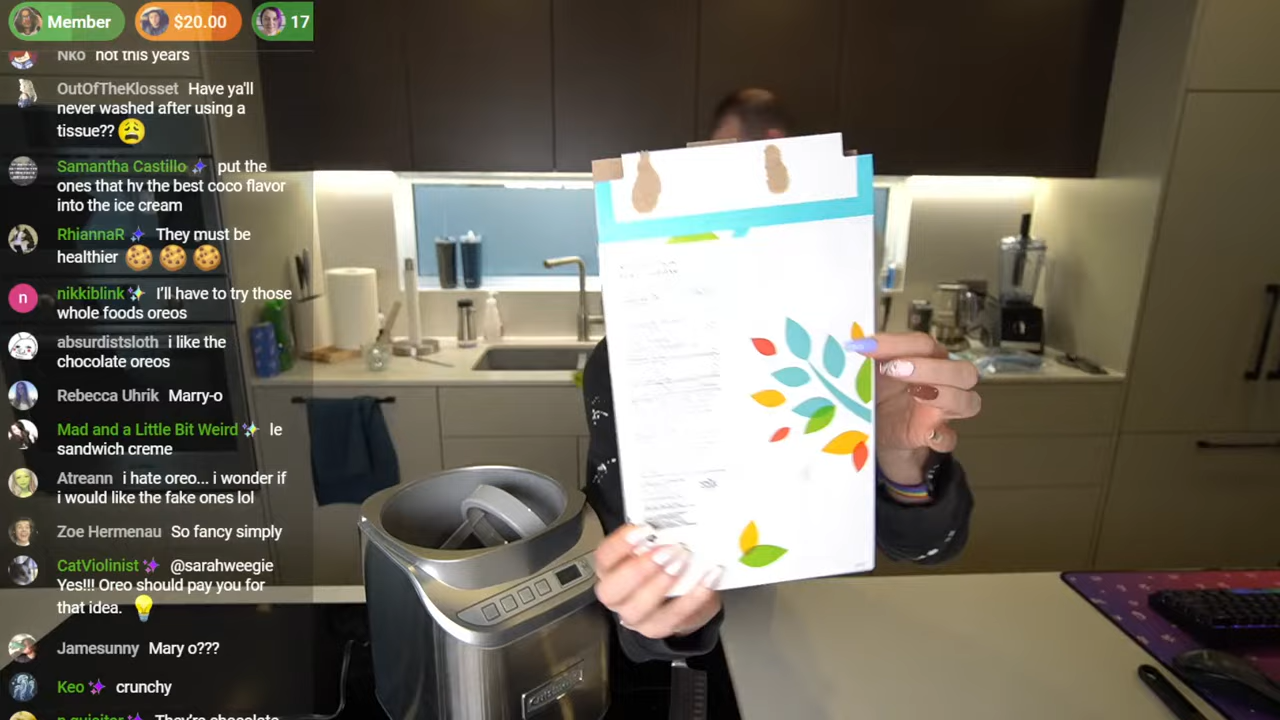 Member
$20.00
17
Nko not this years
OutOfTheKlosset Have ya'll
never washed after using a
tissue?? 😩
Samantha Castillo put the
ones that hv the best coco flavor
into the ice cream
RhiannaR They must be
healthier 🍪 🍪 🍪
n
nikkiblink I'll have to try those
whole foods oreos
absurdistsloth i like the
chocolate oreos
Rebecca Uhrik Marry-o
Mad and a Little Bit Weird le
sandwich creme
Atreann i hate oreo... i wonder if
i would like the fake ones lol
Zoe Hermenau So fancy simply
CatViolinist @sarahweegie
Yes!!! Oreo should pay you for
that idea. 💡
Jamesunny Mary o???
Keo crunchy
They're chocolate
Cuisinart